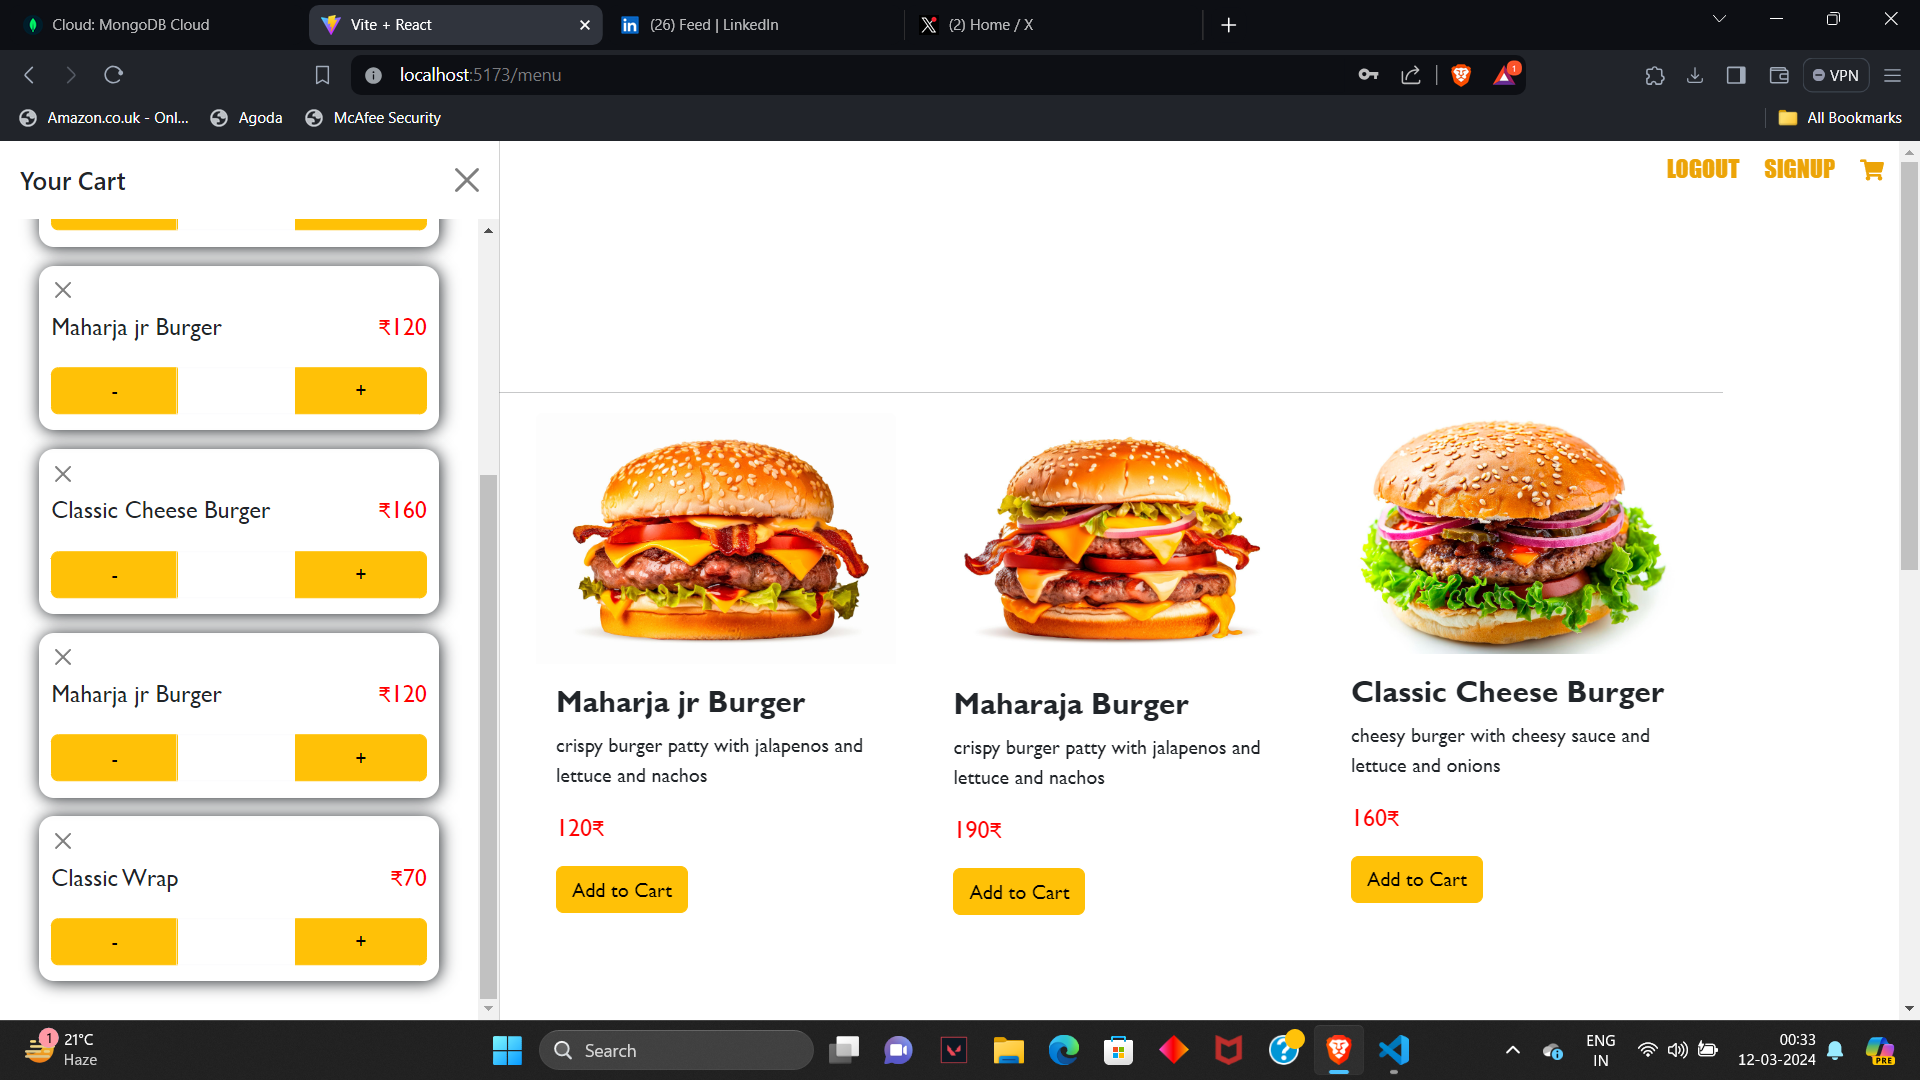 Cloud: MongoDB Cloud
Vite + React
(26) Feed | LinkedIn
(2) Home / X
localhost:5173/menu
1
VPN
Amazon.co.uk - Onl...
Agoda
McAfee Security
All Bookmarks
Your Cart
LOGOUT
SIGNUP
Maharja jr Burger
₹120
-
+
Classic Cheese Burger
₹160
-
+
Maharja jr Burger
₹120
-
+
Classic Wrap
₹70
-
+
Maharja jr Burger
crispy burger patty with jalapenos and
lettuce and nachos
120₹
Add to Cart
Maharaja Burger
crispy burger patty with jalapenos and
lettuce and nachos
190₹
Add to Cart
Classic Cheese Burger
cheesy burger with cheesy sauce and
lettuce and onions
160₹
Add to Cart
1
21°C
Haze
Search
ENG
IN
00:33
12-03-2024
PRE